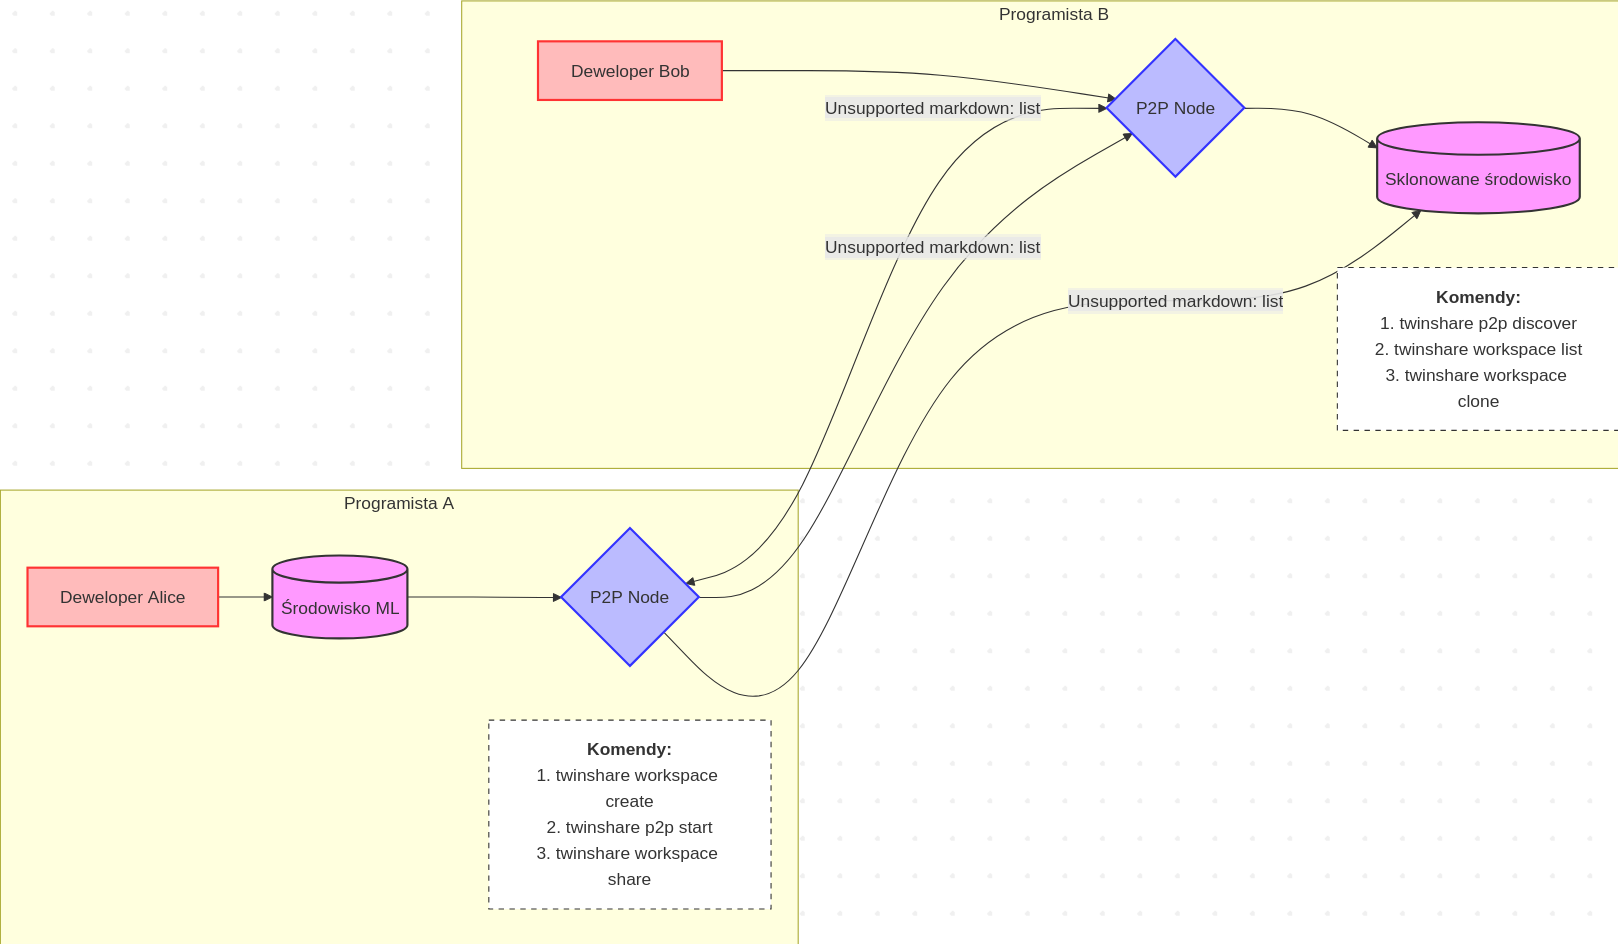 Programista B
Deweloper Bob
P2P Node
Unsupported markdown: list
Sklonowane środowisko
Unsupported markdown: list
Unsupported markdown: list
Komendy:
1. twinshare p2p discover
2. twinshare workspace list
3. twinshare workspace
clone
Programista A
Deweloper Alice
Środowisko ML
P2P Node
Komendy:
1. twinshare workspace
create
2. twinshare p2p start
3. twinshare workspace
share